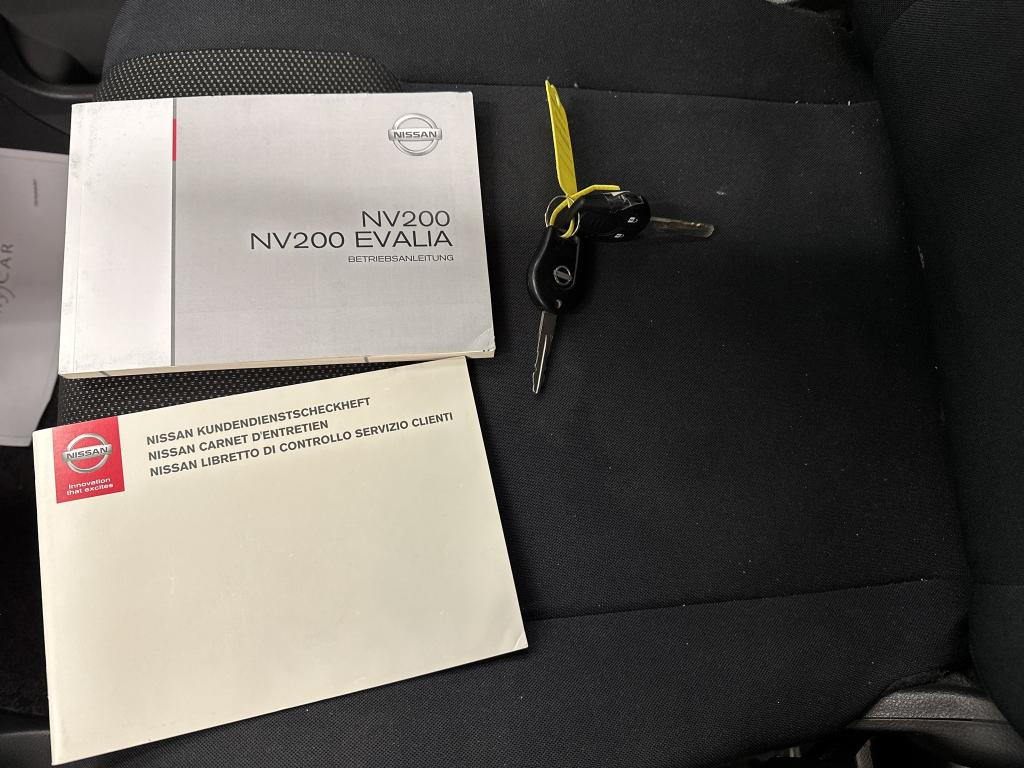 NISSAN
NV200
NV200 EVALIA
BETRIEBSANLEITUNG
NISSAN
Innovation
that excites
NISSAN KUNDENDIENSTSCHECKHEFT
NISSAN CARNET D'ENTRETIEN
NISSAN LIBRETTO DI CONTROLLO SERVIZIO CLIENTI
CAR